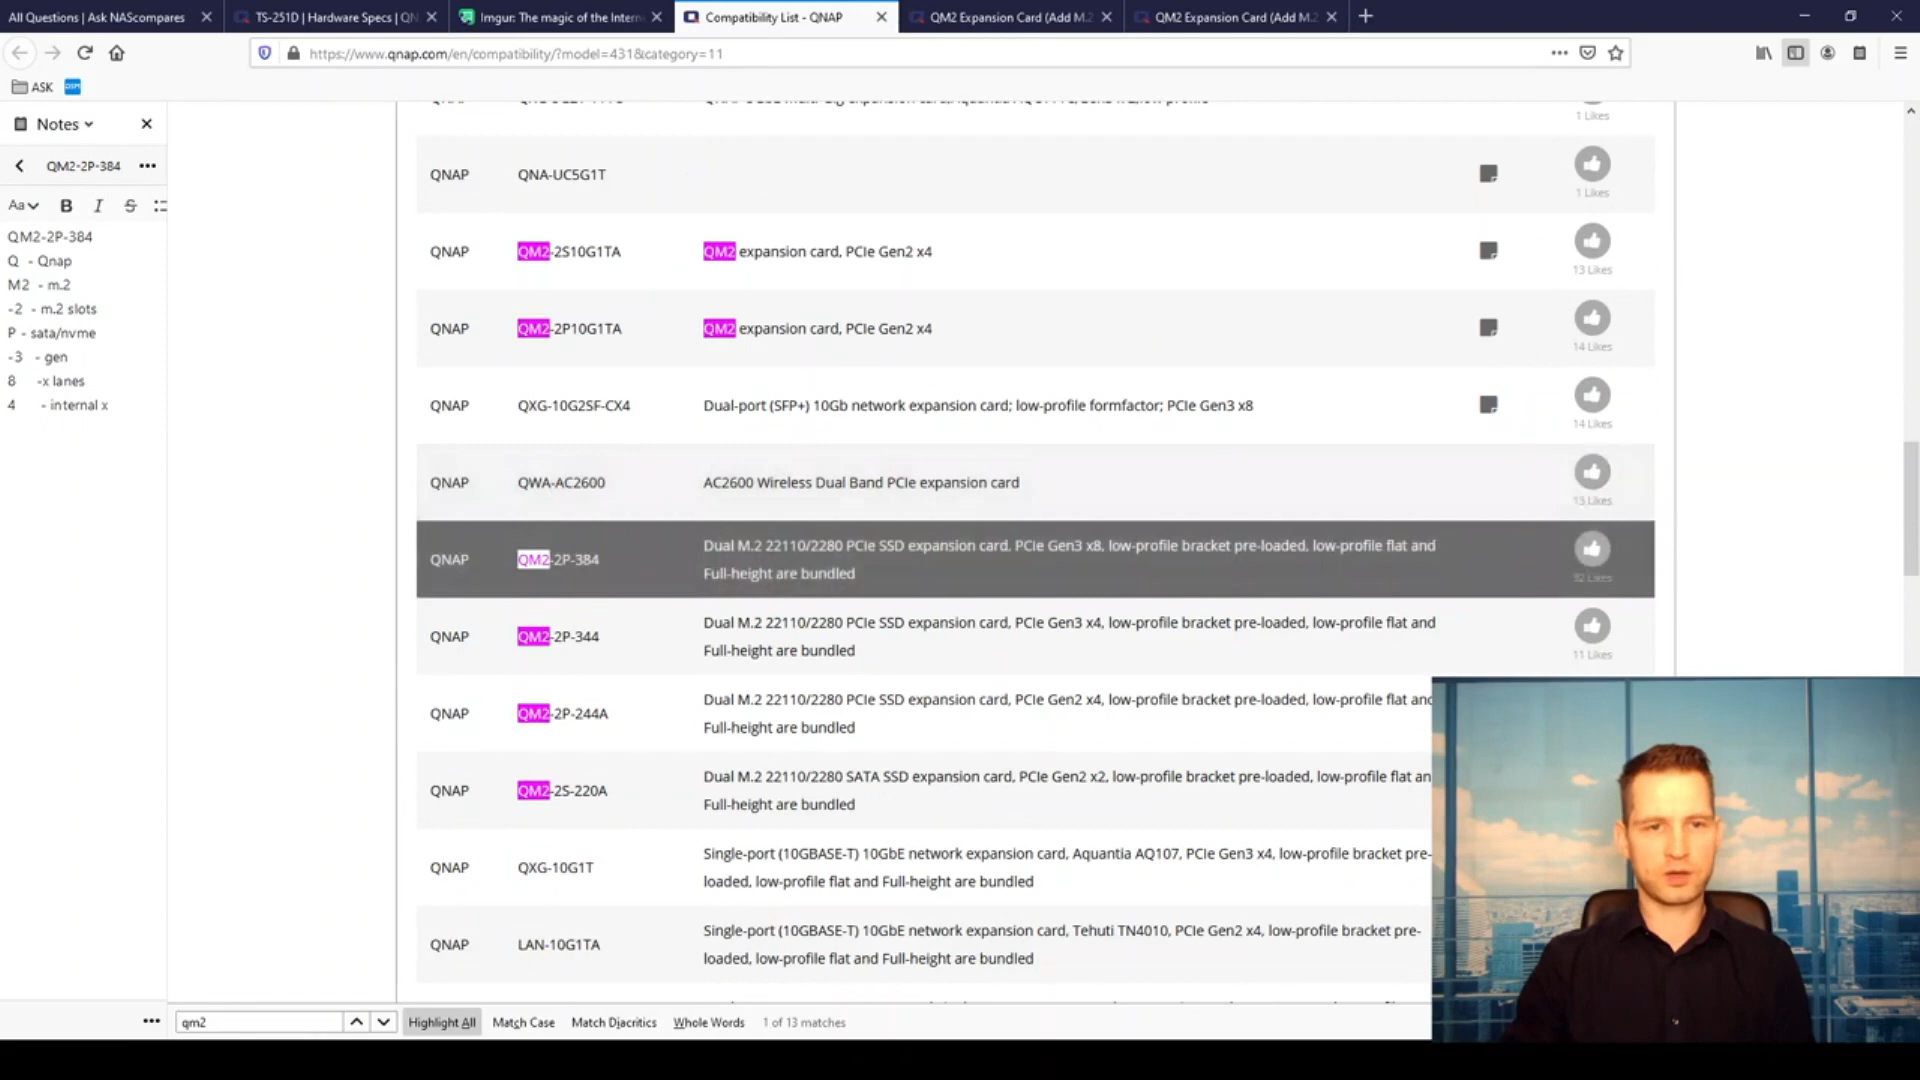 All Questions | Ask NAScompares
TS-251D | Hardware Specs | QN
Imgur: The magic of the Intern
Compatibility List - QNAP
QM2 Expansion Card (Add M.2
QM2 Expansion Card (Add M.2
https://www.qnap.com/en/compatibility/?model=431&category=11
ASK
Notes
QM2-2P-384
Aa B I S
QM2-2P-384
Q - Qnap
M2 - m.2
-2 - m.2 slots
P - sata/nvme
-3 - gen
8 -x lanes
4 - internal x
1 Likes
QNAP QNA-UC5G1T
1 Likes
QNAP QM2-2S10G1TA QM2 expansion card, PCIe Gen2 x4
13 Likes
QNAP QM2-2P10G1TA QM2 expansion card, PCIe Gen2 x4
14 Likes
QNAP QXG-10G2SF-CX4 Dual-port (SFP+) 10Gb network expansion card; low-profile formfactor; PCIe Gen3 x8
14 Likes
QNAP QWA-AC2600 AC2600 Wireless Dual Band PCIe expansion card
13 Likes
QNAP QM2-2P-384 Dual M.2 22110/2280 PCIe SSD expansion card, PCIe Gen3 x8, low-profile bracket pre-loaded, low-profile flat and
Full-height are bundled
32 Likes
QNAP QM2-2P-344 Dual M.2 22110/2280 PCIe SSD expansion card, PCIe Gen3 x4, low-profile bracket pre-loaded, low-profile flat and
Full-height are bundled
11 Likes
QNAP QM2-2P-244A Dual M.2 22110/2280 PCIe SSD expansion card, PCIe Gen2 x4, low-profile bracket pre-loaded, low-profile flat and
Full-height are bundled
QNAP QM2-2S-220A Dual M.2 22110/2280 SATA SSD expansion card, PCIe Gen2 x2, low-profile bracket pre-loaded, low-profile flat an
Full-height are bundled
QNAP QXG-10G1T Single-port (10GBASE-T) 10GbE network expansion card, Aquantia AQ107, PCIe Gen3 x4, low-profile bracket pre-
loaded, low-profile flat and Full-height are bundled
QNAP LAN-10G1TA Single-port (10GBASE-T) 10GbE network expansion card, Tehuti TN4010, PCIe Gen2 x4, low-profile bracket pre-
loaded, low-profile flat and Full-height are bundled
qm2 Highlight All Match Case Match Diacritics Whole Words 1 of 13 matches